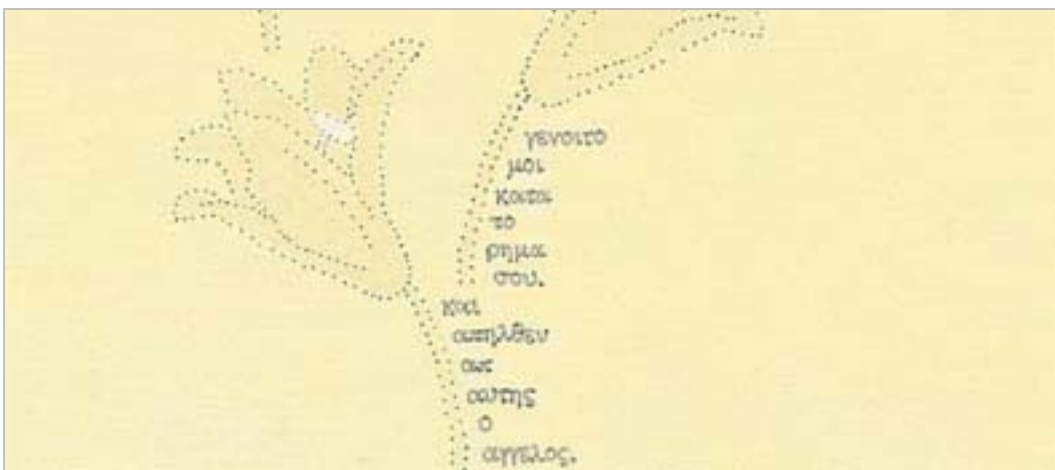 γενοιτο
μοι
κατα
το
ρημα
σου.
και
απηλθεν
απ
αυτης
ο
αγγελος.